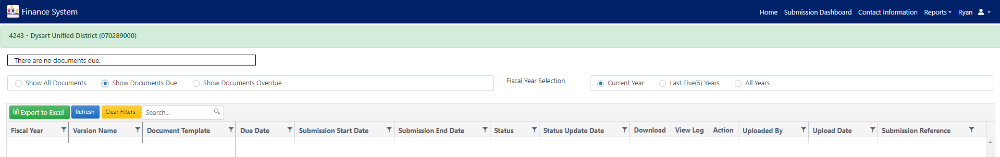 Finance System
Home Submission Dashboard Contact Information Reports Ryan
4243 - Dysart Unified District (070289000)
There are no documents due.
Show All Documents Show Documents Due Show Documents Overdue Fiscal Year Selection Current Year Last Five(5) Years All Years
Export to Excel Refresh Clear Filters Search...
Fiscal Year Version Name Document Template Due Date Submission Start Date Submission End Date Status Status Update Date Download View Log Action Uploaded By Upload Date Submission Reference